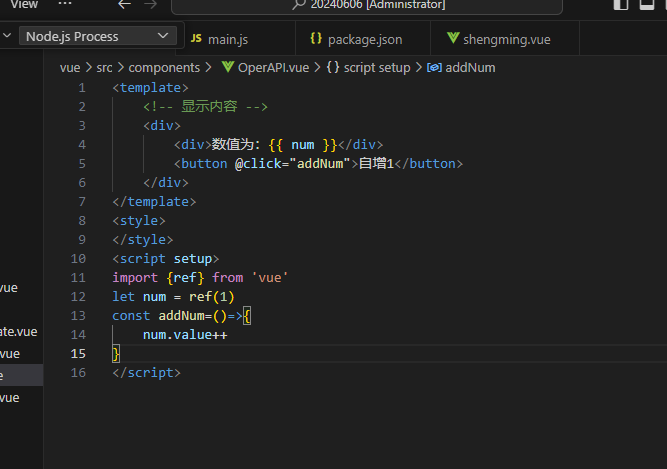 View ··· 20240606 [Administrator]
Node.js Process
JS main.js {} package.json shengming.vue
vue > src > components > OperAPI.vue > {} script setup > addNum
1 <template>
2 <!-- 显示内容 -->
3 <div>
4 <div>数值为: {{ num }}</div>
5 <button @click="addNum">自增1</button>
6 </div>
7 </template>
8 <style>
9 </style>
10 <script setup>
11 import {ref} from 'vue'
12 let num = ref(1)
13 const addNum=()=>{
14 num.value++
15 }
16 </script>
.vue
ate.vue
.vue
e
.vue